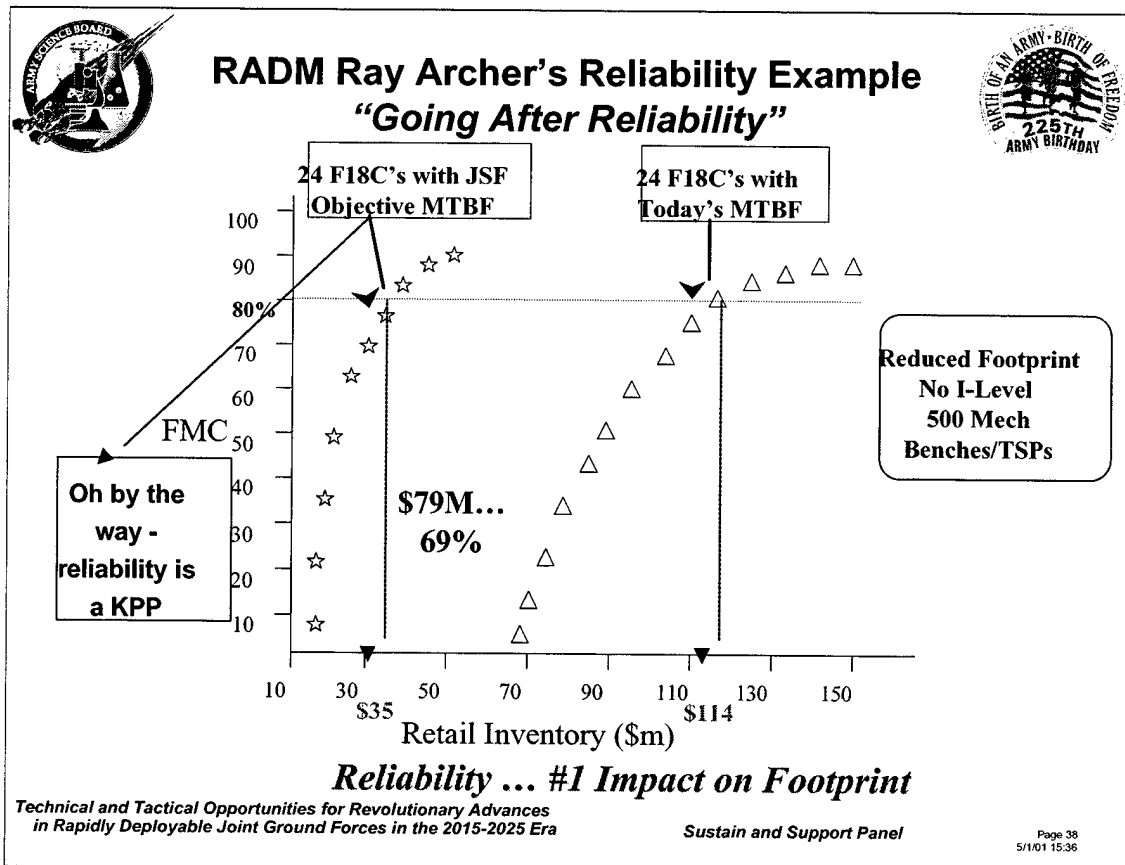 ARMY SCIENCE BOARD
RADM Ray Archer's Reliability Example
"Going After Reliability"
BIRTH OF AN ARMY • BIRTH OF FREEDOM
225TH
ARMY BIRTHDAY
24 F18C's with JSF
Objective MTBF
24 F18C's with
Today's MTBF
100
90
80%
70
60
50
40
30
20
10
FMC
Oh by the
way -
reliability is
a KPP
$79M...
69%
Reduced Footprint
No I-Level
500 Mech
Benches/TSPs
10 30 50 70 90 110 130 150
$35 $114
Retail Inventory ($m)
Reliability ... #1 Impact on Footprint
Technical and Tactical Opportunities for Revolutionary Advances
in Rapidly Deployable Joint Ground Forces in the 2015-2025 Era
Sustain and Support Panel
Page 38
5/1/01 15:36